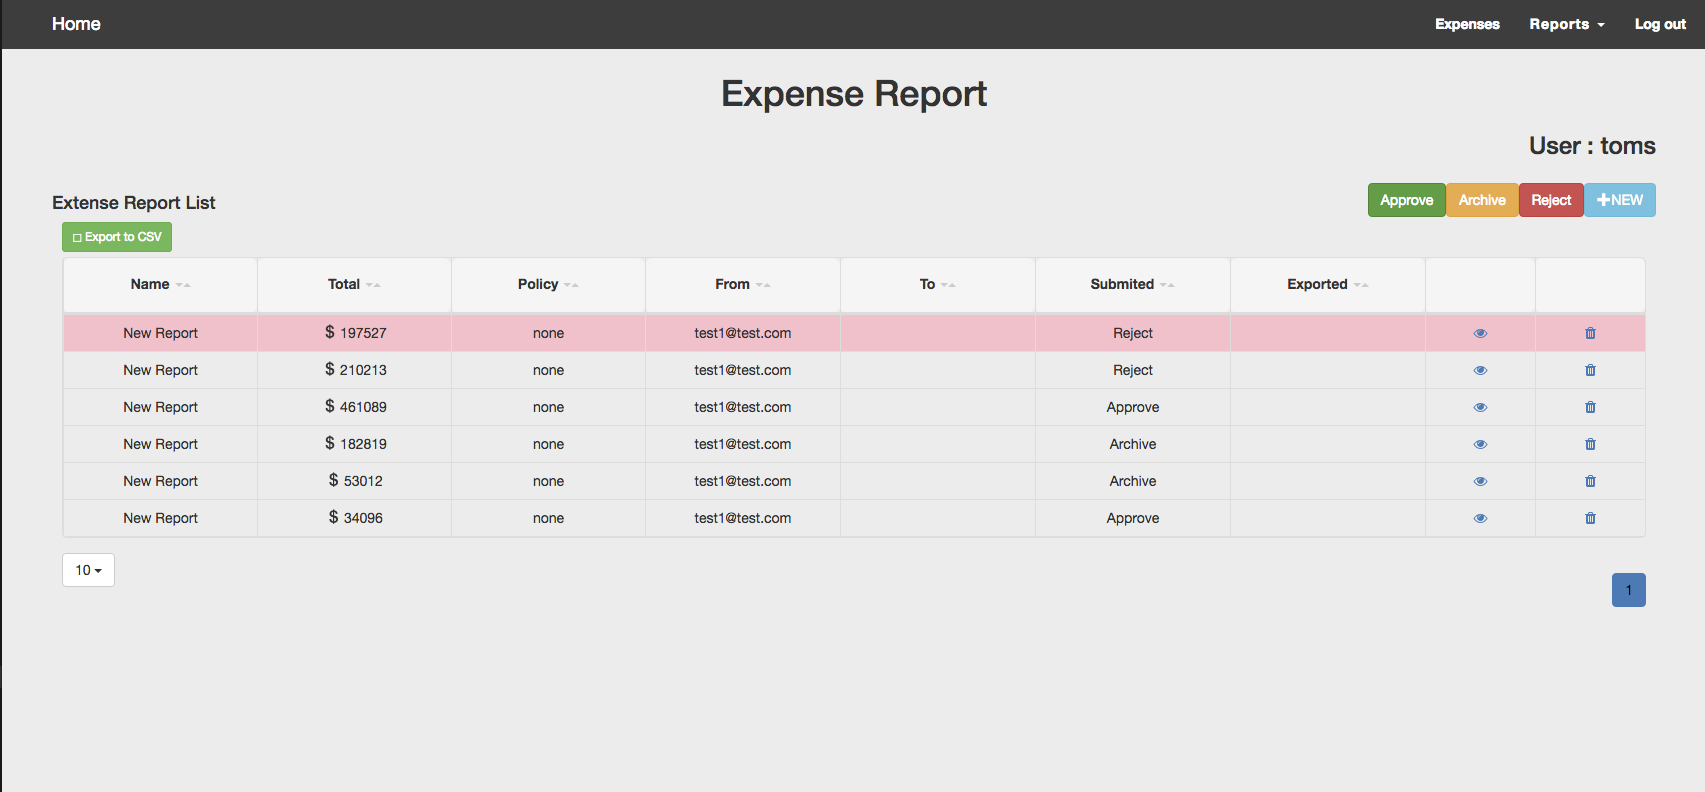 Home Expenses Reports Log out
Expense Report
User : toms
Extense Report List
Approve Archive Reject +NEW
Export to CSV
Name Total Policy From To Submited Exported
New Report $ 197527 none test1@test.com Reject
New Report $ 210213 none test1@test.com Reject
New Report $ 461089 none test1@test.com Approve
New Report $ 182819 none test1@test.com Archive
New Report $ 53012 none test1@test.com Archive
New Report $ 34096 none test1@test.com Approve
10
1